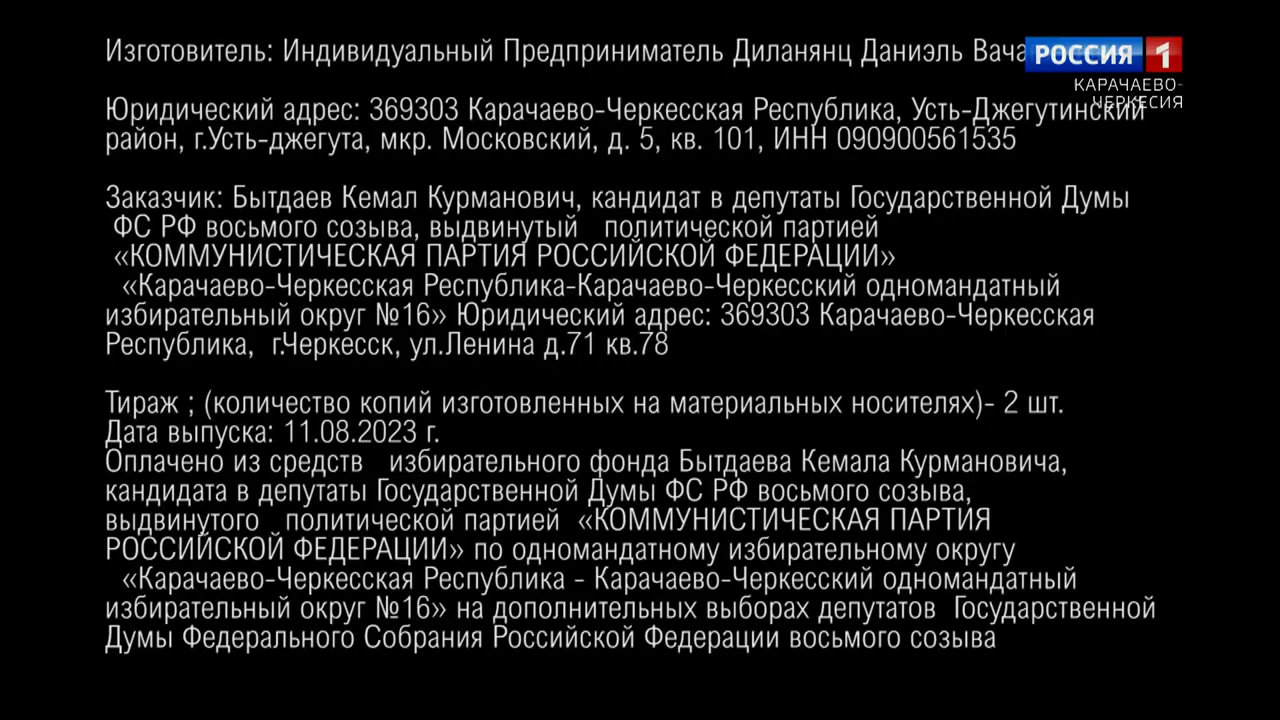 Изготовитель: Индивидуальный Предприниматель Диланянц Даниэль
РОССИЯ 1
КАРАЧАЕВО-
ЧЕРКЕСИЯ
Юридический адрес: 369303 Карачаево-Черкесская Республика, Усть-Джегутинский
район, г.Усть-джегута, мкр. Московский, д. 5, кв. 101, ИНН 090900561535
Заказчик: Бытдаев Кемал Курманович, кандидат в депутаты Государственной Думы
ФС РФ восьмого созыва, выдвинутый политической партией
«КОММУНИСТИЧЕСКАЯ ПАРТИЯ РОССИЙСКОЙ ФЕДЕРАЦИИ»
«Карачаево-Черкесская Республика-Карачаево-Черкесский одномандатный
избирательный округ №16» Юридический адрес: 369303 Карачаево-Черкесская
Республика, г.Черкесск, ул.Ленина д.71 кв.78
Тираж ; (количество копий изготовленных на материальных носителях)- 2 шт.
Дата выпуска: 11.08.2023 г.
Оплачено из средств избирательного фонда Бытдаева Кемала Курмановича,
кандидата в депутаты Государственной Думы ФС РФ восьмого созыва,
выдвинутого политической партией «КОММУНИСТИЧЕСКАЯ ПАРТИЯ
РОССИЙСКОЙ ФЕДЕРАЦИИ» по одномандатному избирательному округу
«Карачаево-Черкесская Республика - Карачаево-Черкесский одномандатный
избирательный округ №16» на дополнительных выборах депутатов Государственной
Думы Федерального Собрания Российской Федерации восьмого созыва